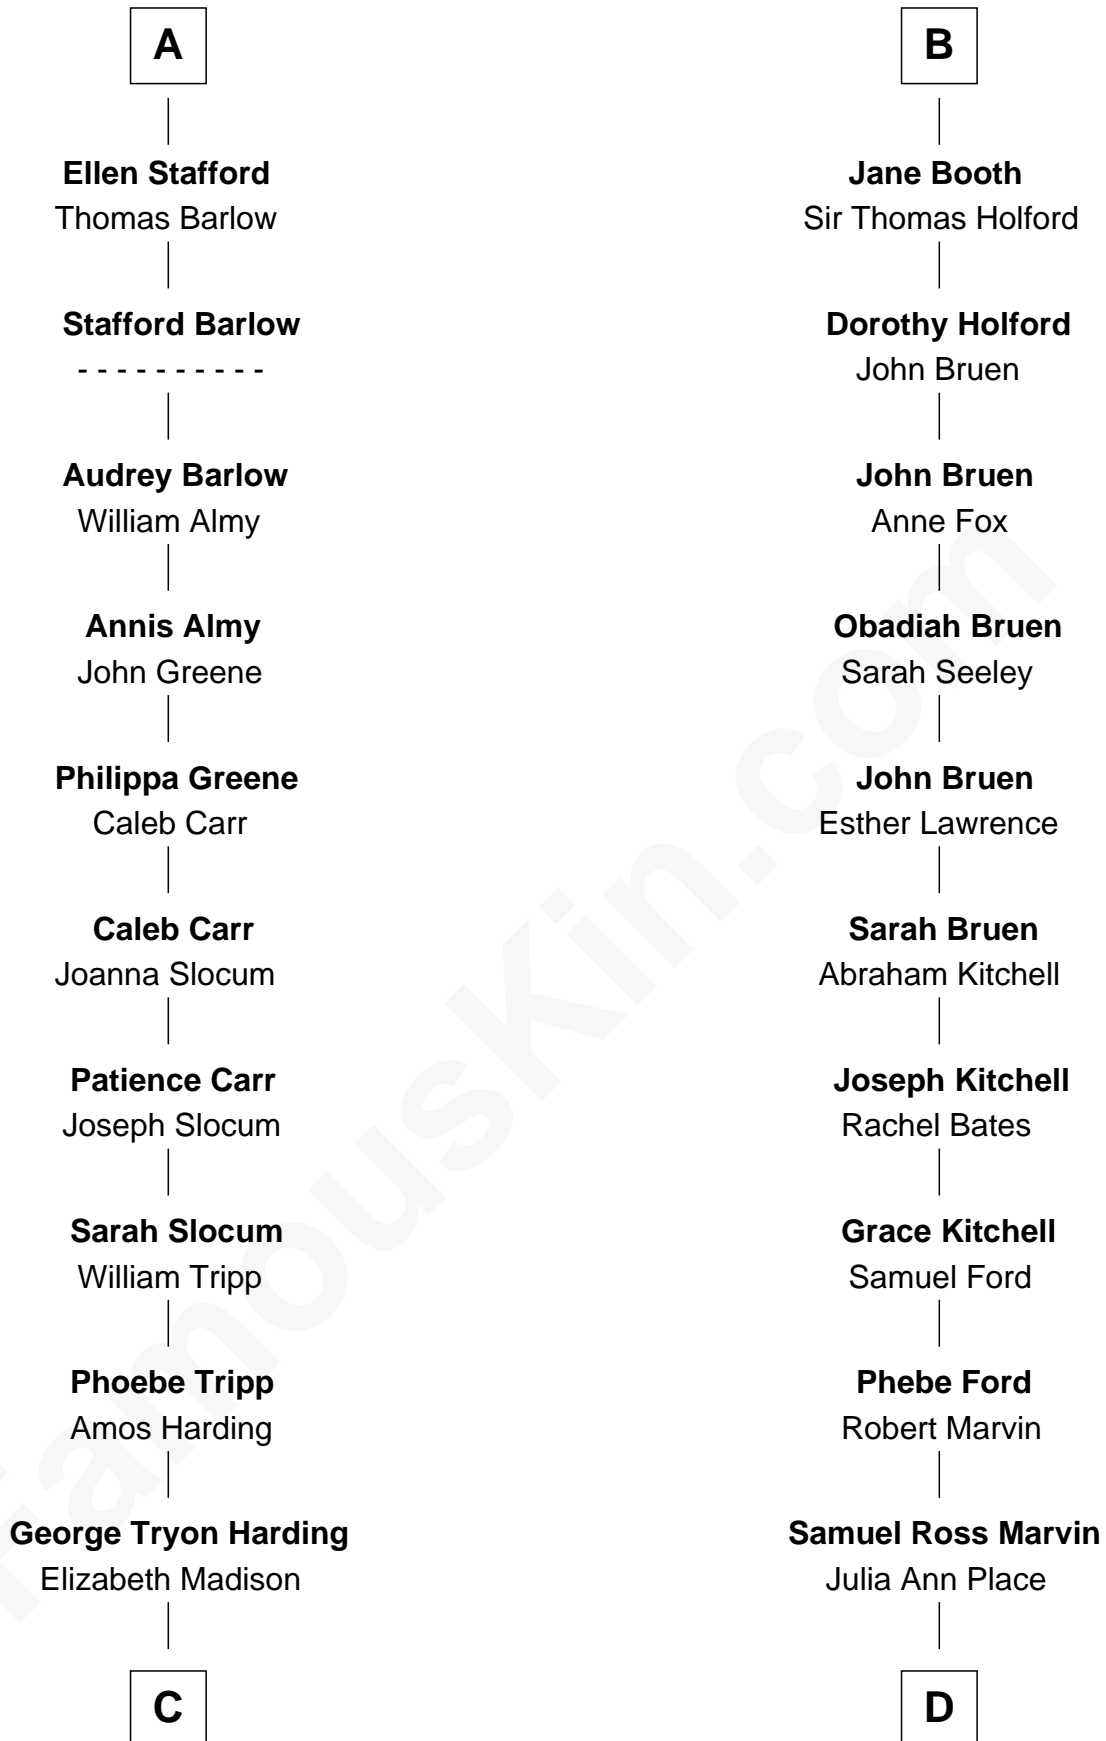 A
Ellen Stafford
Thomas Barlow
Stafford Barlow
- - - - - - - - - -
Audrey Barlow
William Almy
Annis Almy
John Greene
Philippa Greene
Caleb Carr
Caleb Carr
Joanna Slocum
Patience Carr
Joseph Slocum
Sarah Slocum
William Tripp
Phoebe Tripp
Amos Harding
George Tryon Harding
Elizabeth Madison
C
B
Jane Booth
Sir Thomas Holford
Dorothy Holford
John Bruen
John Bruen
Anne Fox
Obadiah Bruen
Sarah Seeley
John Bruen
Esther Lawrence
Sarah Bruen
Abraham Kitchell
Joseph Kitchell
Rachel Bates
Grace Kitchell
Samuel Ford
Phebe Ford
Robert Marvin
Samuel Ross Marvin
Julia Ann Place
D
FamousKin.com